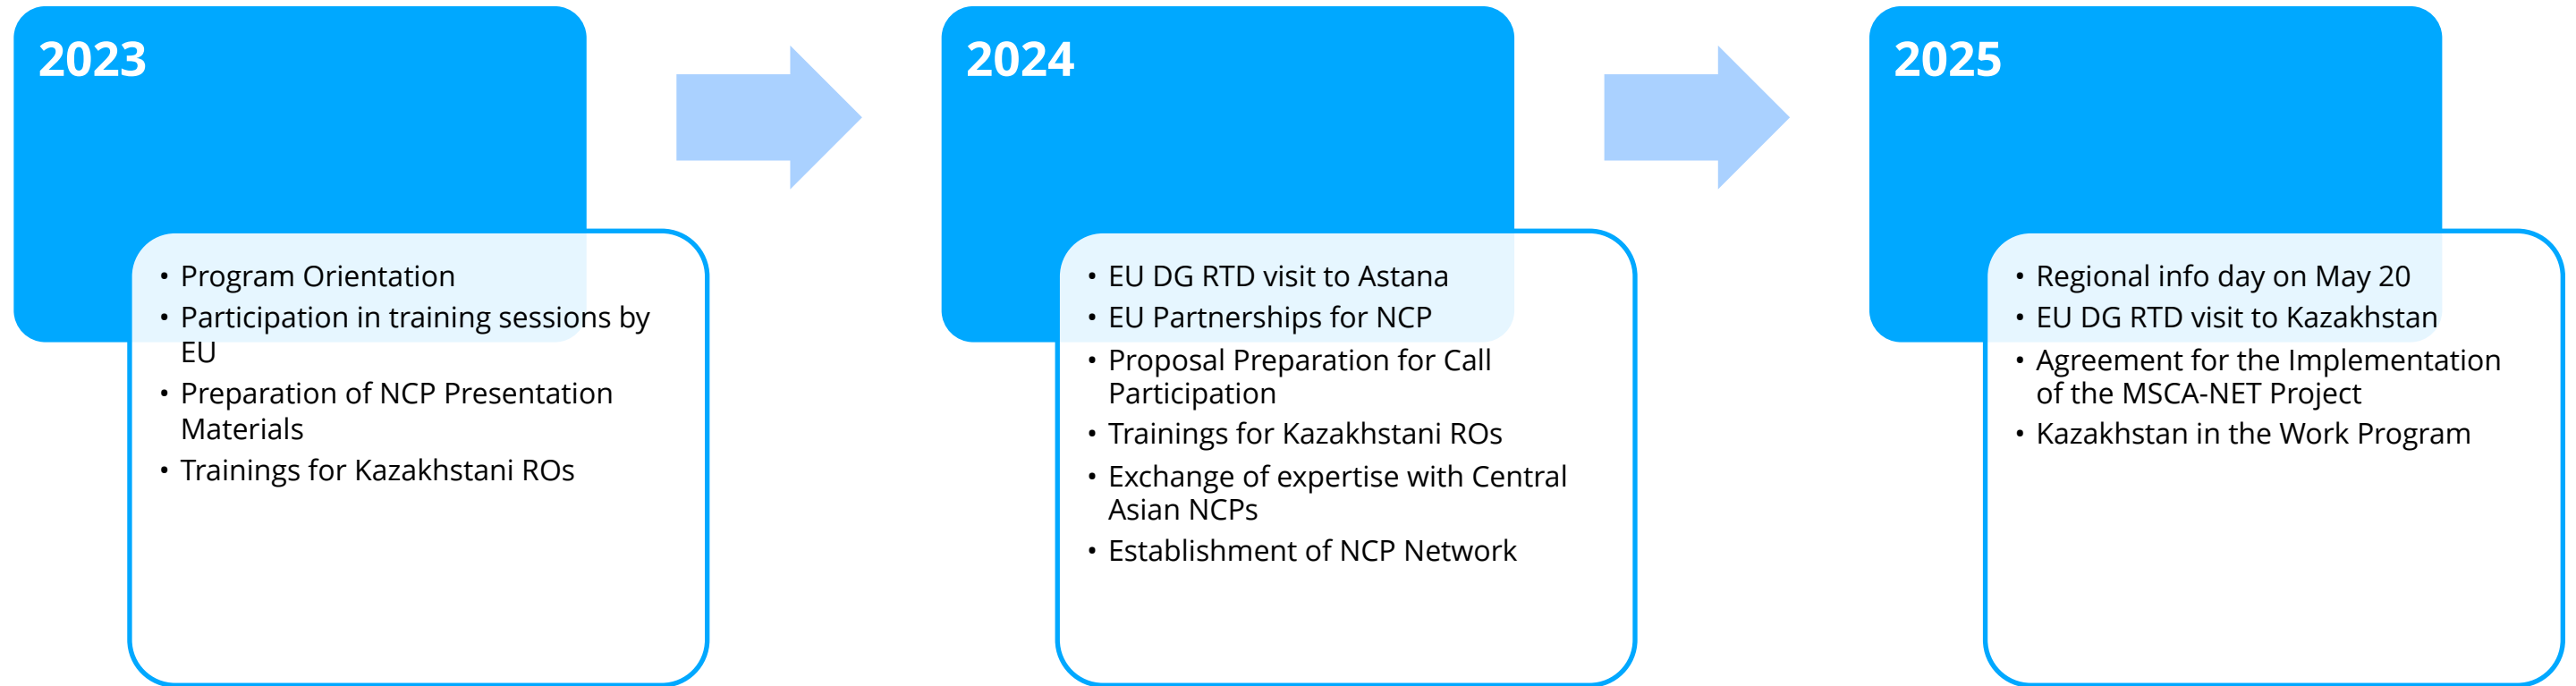 2023
• Program Orientation
• Participation in training sessions by
EU
• Preparation of NCP Presentation
Materials
• Trainings for Kazakhstani ROs
2024
• EU DG RTD visit to Astana
• EU Partnerships for NCP
• Proposal Preparation for Call
Participation
• Trainings for Kazakhstani ROs
• Exchange of expertise with Central
Asian NCPs
• Establishment of NCP Network
2025
• Regional info day on May 20
• EU DG RTD visit to Kazakhstan
• Agreement for the Implementation
of the MSCA-NET Project
• Kazakhstan in the Work Program